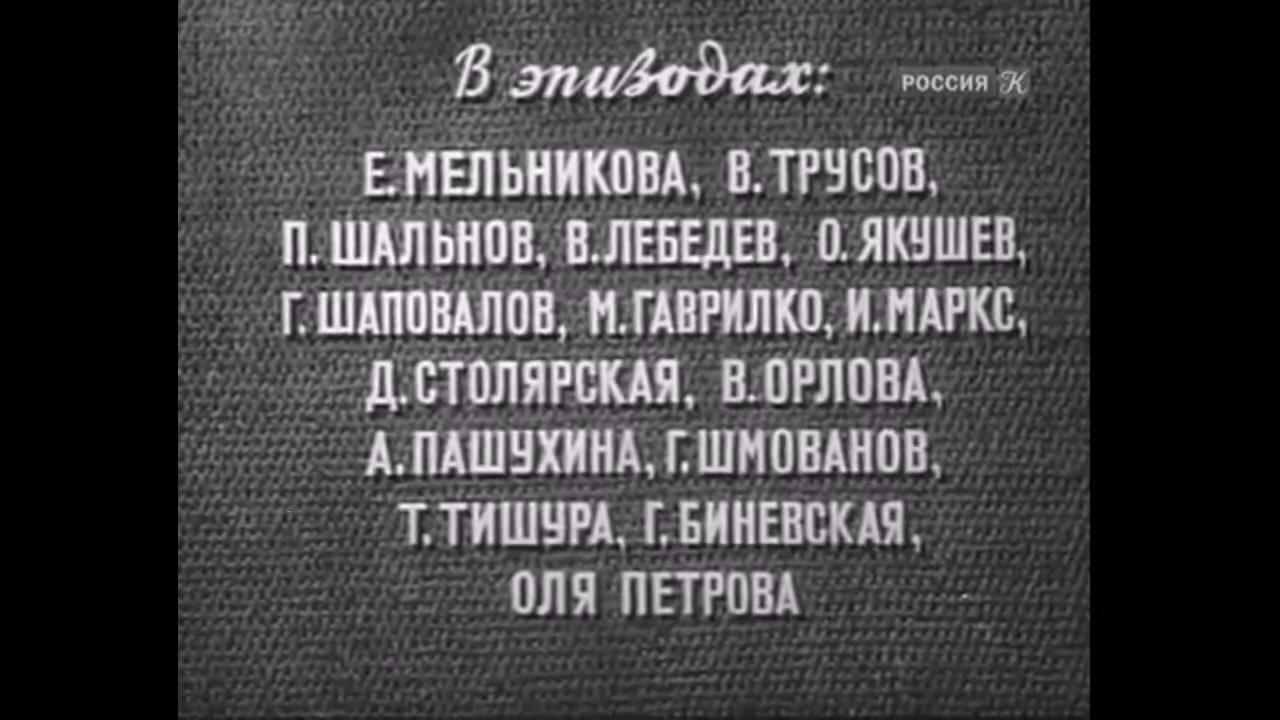 В эпизодах:
РОССИЯ К
Е. МЕЛЬНИКОВА, В. ТРУСОВ,
П. ШАЛЬНОВ, В. ЛЕБЕДЕВ, О. ЯКУШЕВ,
Г. ШАПОВАЛОВ, М. ГАВРИЛКО, И. МАРКС,
Д. СТОЛЯРСКАЯ, В. ОРЛОВА,
А. ПАШУХИНА, Г. ШМОВАНОВ,
Т. ТИШУРА, Г. БИНЕВСКАЯ,
ОЛЯ ПЕТРОВА